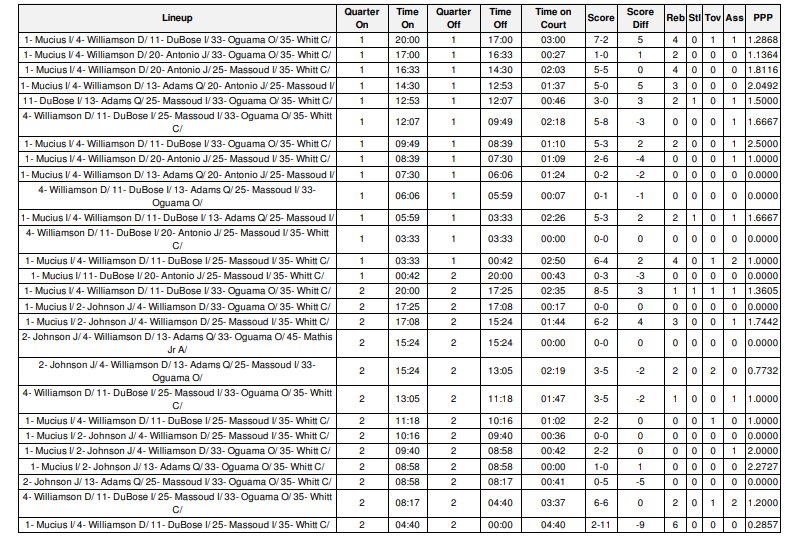 Lineup Quarter On Time On Quarter Off Time Off Time on Court Score Score Diff Reb Stl Tov Ass PPP
1- Mucius I/ 4- Williamson D/ 11- DuBose I/ 33- Oguama O/ 35- Whitt C/ 1 20:00 1 17:00 03:00 7-2 5 4 0 1 1 1.2868
1- Mucius I/ 4- Williamson D/ 20- Antonio J/ 33- Oguama O/ 35- Whitt C/ 1 17:00 1 16:33 00:27 1-0 1 2 0 0 0 1.1364
1- Mucius I/ 4- Williamson D/ 20- Antonio J/ 25- Massoud I/ 35- Whitt C/ 1 16:33 1 14:30 02:03 5-5 0 4 0 0 0 1.8116
1- Mucius I/ 4- Williamson D/ 13- Adams Q/ 20- Antonio J/ 25- Massoud I/ 1 14:30 1 12:53 01:37 5-0 5 3 0 0 2 2.0492
11- DuBose I/ 13- Adams Q/ 25- Massoud I/ 33- Oguama O/ 35- Whitt C/ 1 12:53 1 12:07 00:46 3-0 3 2 1 0 1 1.5000
4- Williamson D/ 11- DuBose I/ 25- Massoud I/ 33- Oguama O/ 35- Whitt C/ 1 12:07 1 09:49 02:18 5-8 -3 0 0 0 1 1.6667
1- Mucius I/ 4- Williamson D/ 11- DuBose I/ 33- Oguama O/ 35- Whitt C/ 1 09:49 1 08:39 01:10 5-3 2 2 0 0 1 2.5000
1- Mucius I/ 4- Williamson D/ 20- Antonio J/ 25- Massoud I/ 35- Whitt C/ 1 08:39 1 07:30 01:09 2-6 -4 0 0 0 1 1.0000
1- Mucius I/ 4- Williamson D/ 13- Adams Q/ 20- Antonio J/ 25- Massoud I/ 1 07:30 1 06:06 01:24 0-2 -2 0 0 0 0 0.0000
4- Williamson D/ 11- DuBose I/ 13- Adams Q/ 25- Massoud I/ 33- Oguama O/ 1 06:06 1 05:59 00:07 0-1 -1 0 0 0 0 0.0000
1- Mucius I/ 4- Williamson D/ 11- DuBose I/ 13- Adams Q/ 25- Massoud I/ 1 05:59 1 03:33 02:26 5-3 2 2 1 0 1 1.6667
4- Williamson D/ 11- DuBose I/ 20- Antonio J/ 25- Massoud I/ 35- Whitt C/ 1 03:33 1 03:33 00:00 0-0 0 0 0 0 0 0.0000
1- Mucius I/ 4- Williamson D/ 11- DuBose I/ 25- Massoud I/ 35- Whitt C/ 1 03:33 1 00:42 02:50 6-4 2 4 0 1 2 1.0000
1- Mucius I/ 11- DuBose I/ 20- Antonio J/ 25- Massoud I/ 35- Whitt C/ 1 00:42 2 20:00 00:43 0-3 -3 0 0 0 0 0.0000
1- Mucius I/ 4- Williamson D/ 11- DuBose I/ 33- Oguama O/ 35- Whitt C/ 2 20:00 2 17:25 02:35 8-5 3 1 1 1 1 1.3605
1- Mucius I/ 2- Johnson J/ 4- Williamson D/ 33- Oguama O/ 35- Whitt C/ 2 17:25 2 17:08 00:17 0-0 0 0 0 0 0 0.0000
1- Mucius I/ 2- Johnson J/ 4- Williamson D/ 25- Massoud I/ 35- Whitt C/ 2 17:08 2 15:24 01:44 6-2 4 3 0 0 1 1.7442
2- Johnson J/ 4- Williamson D/ 13- Adams Q/ 33- Oguama O/ 45- Mathis Jr A/ 2 15:24 2 15:24 00:00 0-0 0 0 0 0 0 0.0000
2- Johnson J/ 4- Williamson D/ 13- Adams Q/ 25- Massoud I/ 33- Oguama O/ 2 15:24 2 13:05 02:19 3-5 -2 2 0 2 0 0.7732
4- Williamson D/ 11- DuBose I/ 25- Massoud I/ 33- Oguama O/ 35- Whitt C/ 2 13:05 2 11:18 01:47 3-5 -2 1 0 0 1 1.0000
1- Mucius I/ 4- Williamson D/ 11- DuBose I/ 25- Massoud I/ 35- Whitt C/ 2 11:18 2 10:16 01:02 2-2 0 0 0 1 0 1.0000
1- Mucius I/ 2- Johnson J/ 4- Williamson D/ 25- Massoud I/ 35- Whitt C/ 2 10:16 2 09:40 00:36 0-0 0 0 0 0 0 0.0000
1- Mucius I/ 2- Johnson J/ 4- Williamson D/ 33- Oguama O/ 35- Whitt C/ 2 09:40 2 08:58 00:42 2-2 0 0 0 0 1 2.0000
1- Mucius I/ 2- Johnson J/ 13- Adams Q/ 33- Oguama O/ 35- Whitt C/ 2 08:58 2 08:58 00:00 1-0 1 0 0 0 0 2.2727
2- Johnson J/ 13- Adams Q/ 25- Massoud I/ 33- Oguama O/ 35- Whitt C/ 2 08:58 2 08:17 00:41 0-5 -5 0 0 0 0 0.0000
4- Williamson D/ 11- DuBose I/ 25- Massoud I/ 33- Oguama O/ 35- Whitt C/ 2 08:17 2 04:40 03:37 6-6 0 2 0 1 2 1.2000
1- Mucius I/ 4- Williamson D/ 11- DuBose I/ 25- Massoud I/ 35- Whitt C/ 2 04:40 2 00:00 04:40 2-11 -9 6 0 0 0 0.2857